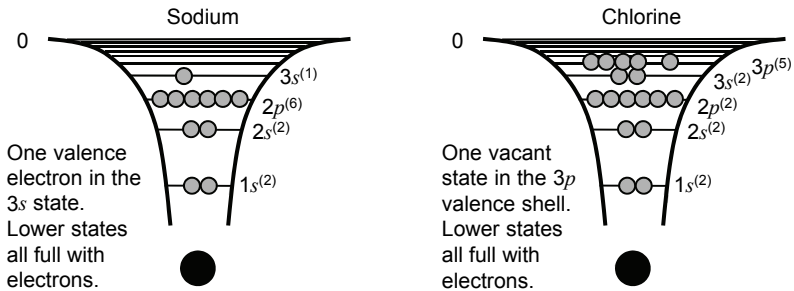 Sodium
0
3s(1)
2p(6)
2s(2)
1s(2)
One valence
electron in the
3s state.
Lower states
all full with
electrons.
Chlorine
0
3s(2) 3p(5)
2p(2)
2s(2)
1s(2)
One vacant
state in the 3p
valence shell.
Lower states
all full with
electrons.